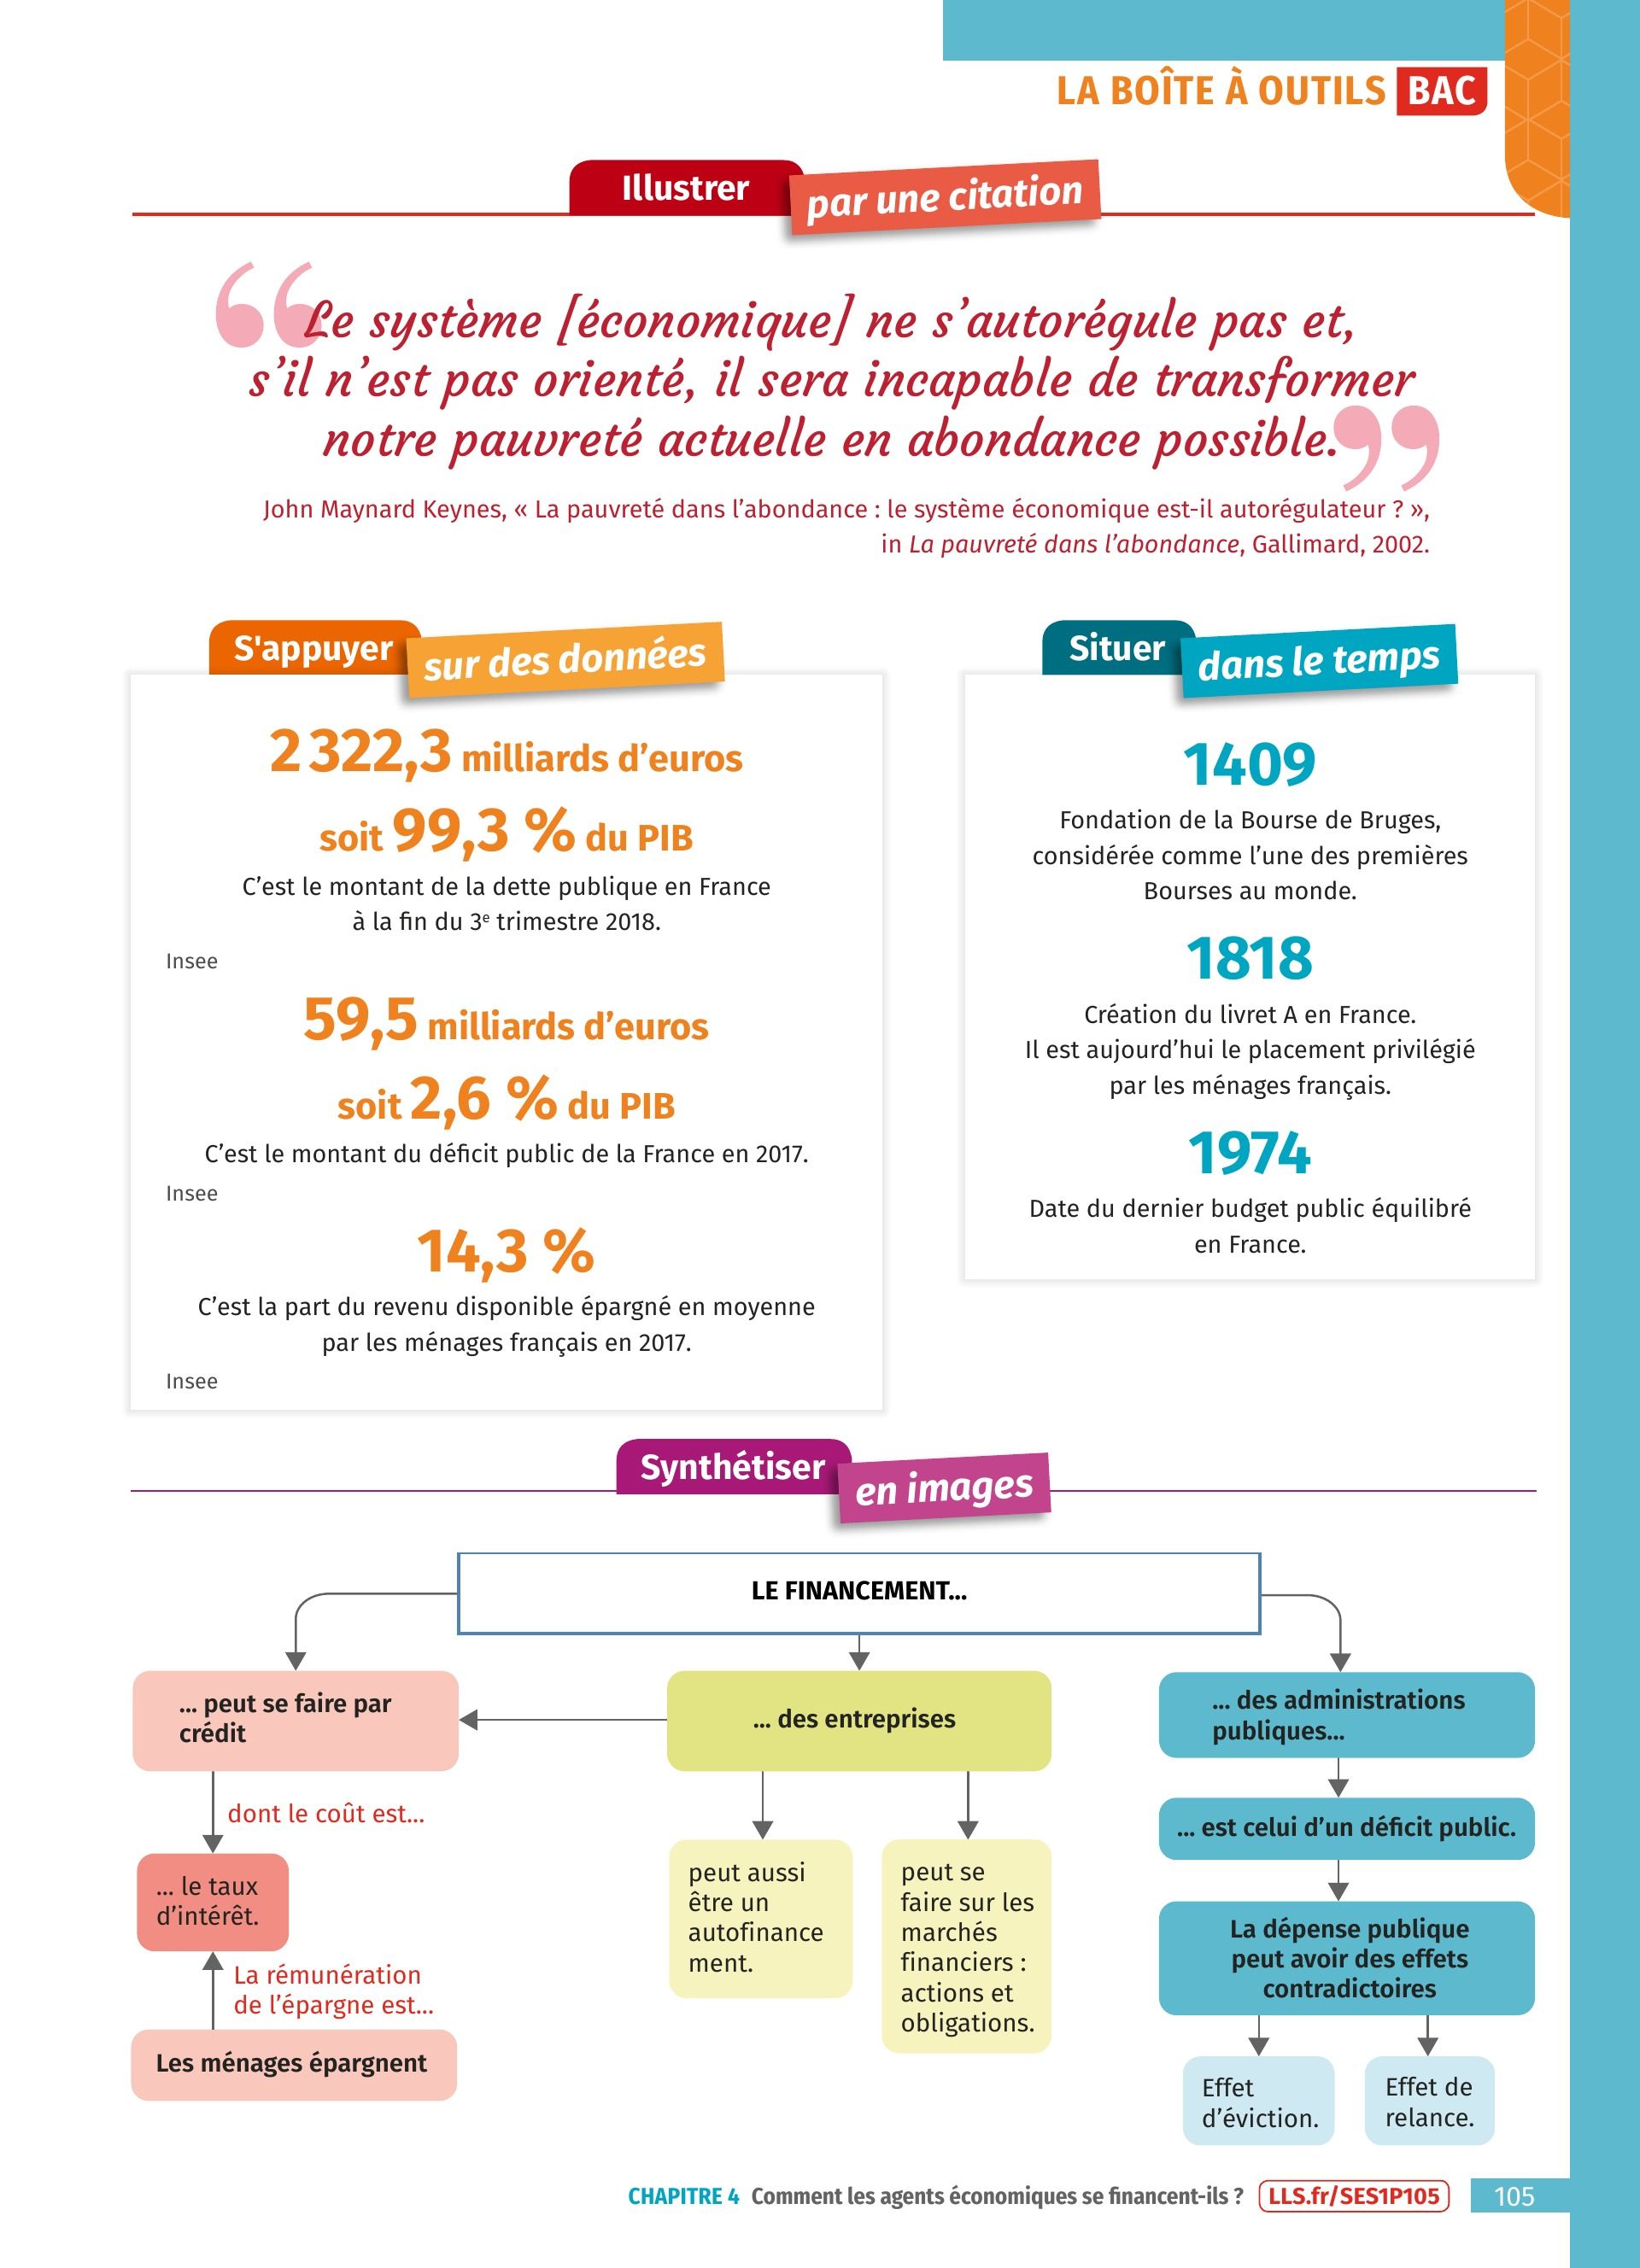 LA BOÎTE À OUTILS BAC
Illustrer par une citation
“Le système [économique] ne s’autorégule pas et,
s’il n’est pas orienté, il sera incapable de transformer
notre pauvreté actuelle en abondance possible.”
John Maynard Keynes, « La pauvreté dans l’abondance : le système économique est-il autorégulateur ? »,
in La pauvreté dans l’abondance, Gallimard, 2002.
S'appuyer sur des données
2 322,3 milliards d’euros
soit 99,3 % du PIB
C’est le montant de la dette publique en France
à la fin du 3e trimestre 2018.
Insee
59,5 milliards d’euros
soit 2,6 % du PIB
C’est le montant du déficit public de la France en 2017.
Insee
14,3 %
C’est la part du revenu disponible épargné en moyenne
par les ménages français en 2017.
Insee
Situer dans le temps
1409
Fondation de la Bourse de Bruges,
considérée comme l’une des premières
Bourses au monde.
1818
Création du livret A en France.
Il est aujourd’hui le placement privilégié
par les ménages français.
1974
Date du dernier budget public équilibré
en France.
Synthétiser en images
LE FINANCEMENT...
... peut se faire par
crédit
dont le coût est...
... le taux
d’intérêt.
La rémunération
de l’épargne est...
Les ménages épargnent
... des entreprises
peut aussi
être un
autofinance
ment.
peut se
faire sur les
marchés
financiers :
actions et
obligations.
... des administrations
publiques...
... est celui d’un déficit public.
La dépense publique
peut avoir des effets
contradictoires
Effet
d’éviction.
Effet de
relance.
CHAPITRE 4 Comment les agents économiques se financent-ils ? LLS.fr/SES1P105 105